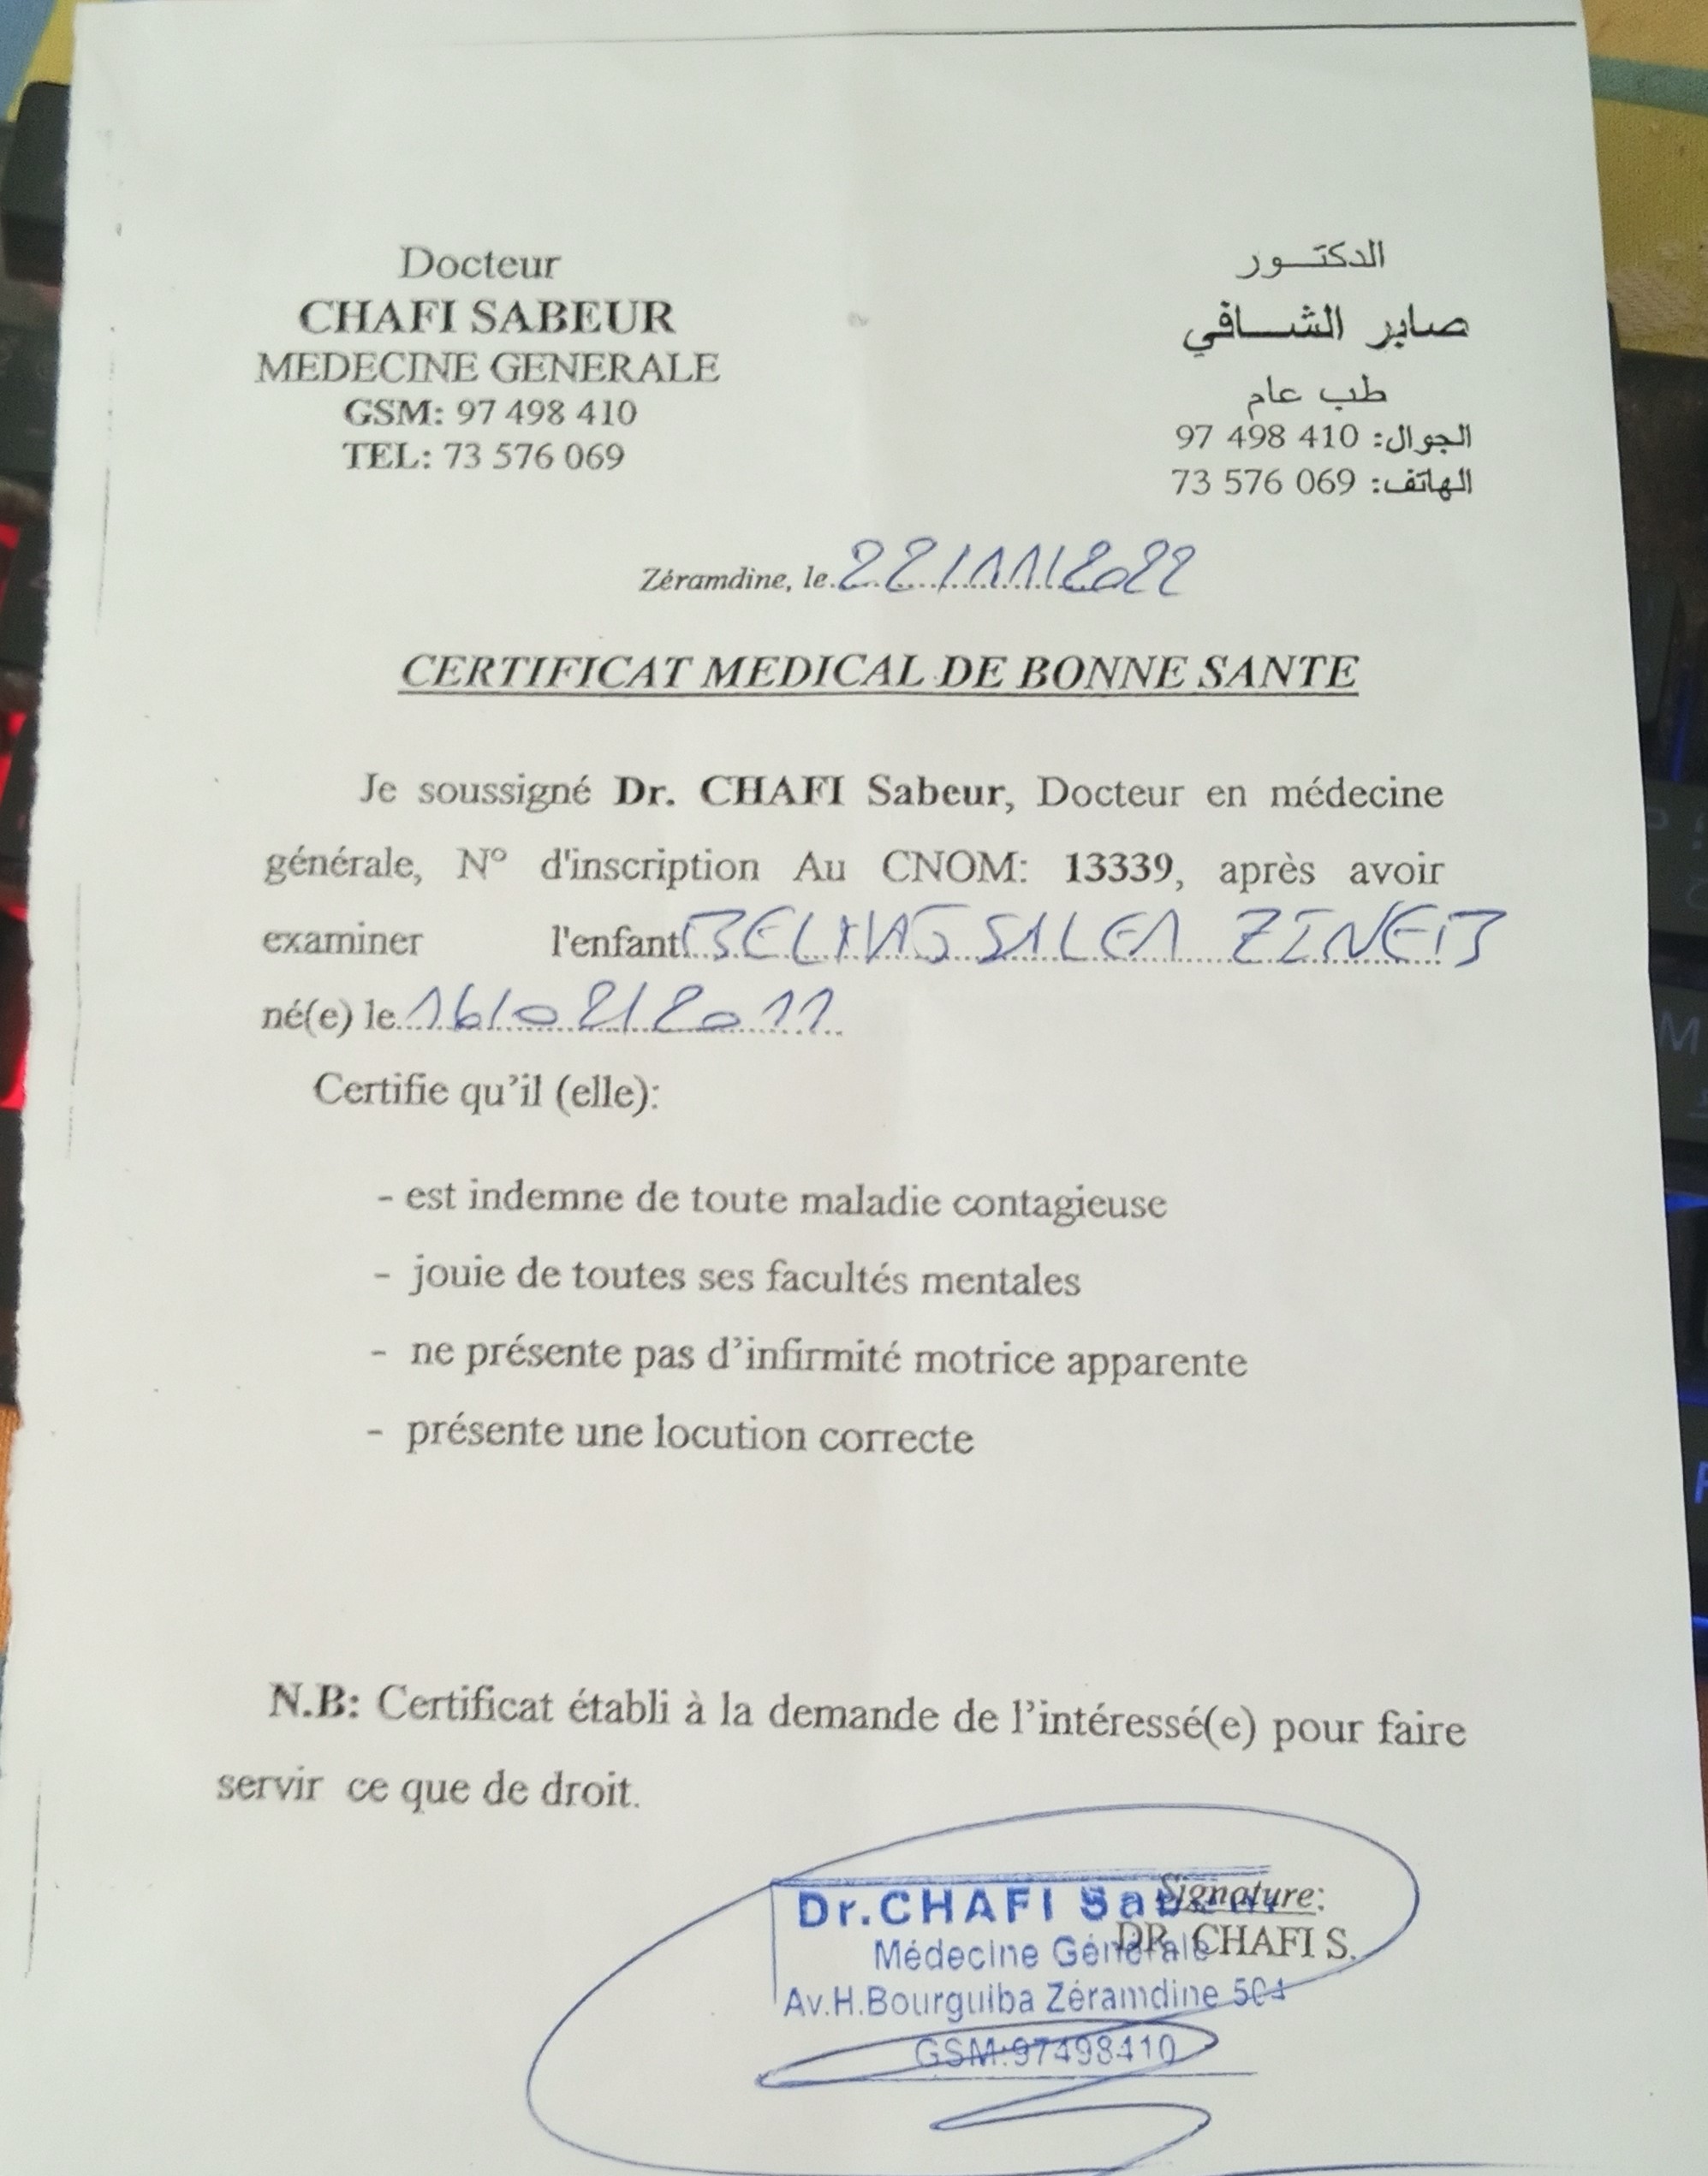 Docteur
CHAFI SABEUR
MEDECINE GENERALE
GSM: 97 498 410
TEL: 73 576 069
الدكتـــور
صابر الشـــافي
طب عام
الجوال: 97 498 410
الهاتف: 73 576 069
Zéramdine, le 22/11/2022
CERTIFICAT MEDICAL DE BONNE SANTE
Je soussigné Dr. CHAFI Sabeur, Docteur en médecine
générale, N° d'inscription Au CNOM: 13339, après avoir
examiner l'enfant ZINEB
né(e) le 16/02/2011
Certifie qu'il (elle):
- est indemne de toute maladie contagieuse
- jouie de toutes ses facultés mentales
- ne présente pas d'infirmité motrice apparente
- présente une locution correcte
N.B: Certificat établi à la demande de l'intéressé(e) pour faire
servir ce que de droit.
Signature:
DR. CHAFI S.
Dr.CHAFI
Médecine Générale
Av.H.Bourguiba Zéramdine
GSM:97498410